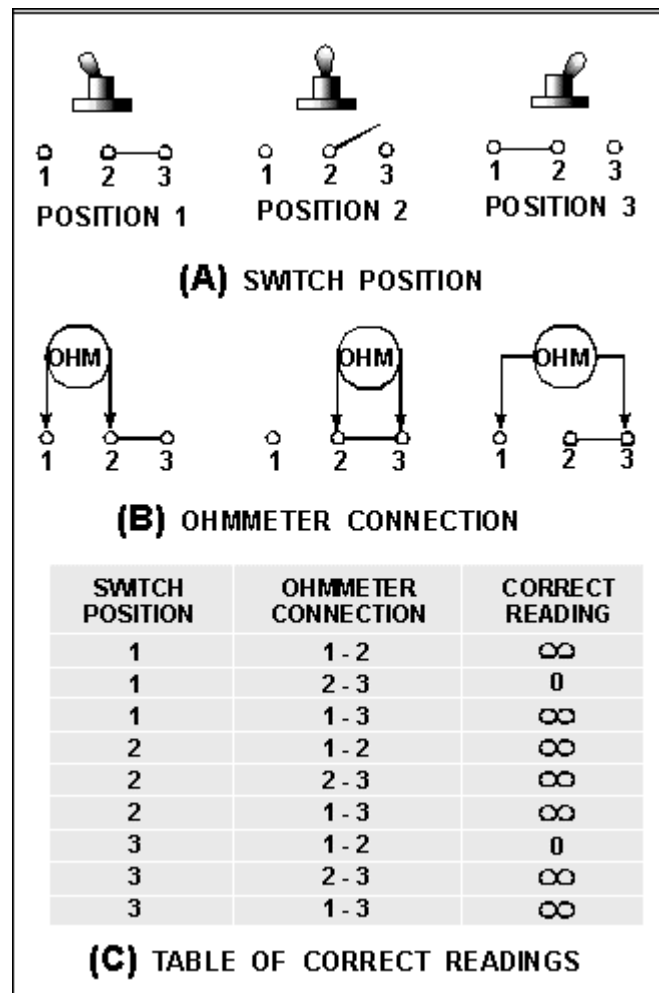 1 2 3 1 2 3 1 2 3
POSITION 1 POSITION 2 POSITION 3
(A) SWITCH POSITION
OHM OHM OHM
1 2 3 1 2 3 1 2 3
(B) OHMMETER CONNECTION
SWITCH POSITION OHMMETER CONNECTION CORRECT READING
1 1 - 2 ∞
1 2 - 3 0
1 1 - 3 ∞
2 1 - 2 ∞
2 2 - 3 ∞
2 1 - 3 ∞
3 1 - 2 0
3 2 - 3 ∞
3 1 - 3 ∞
(C) TABLE OF CORRECT READINGS